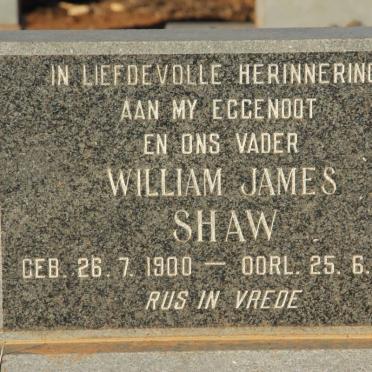 IN LIEFDEVOLLE HERINNERING
AAN MY EGGENOOT
EN ONS VADER
WILLIAM JAMES
SHAW
GEB. 26. 7. 1900 — OORL. 25. 6.
RUS IN VREDE